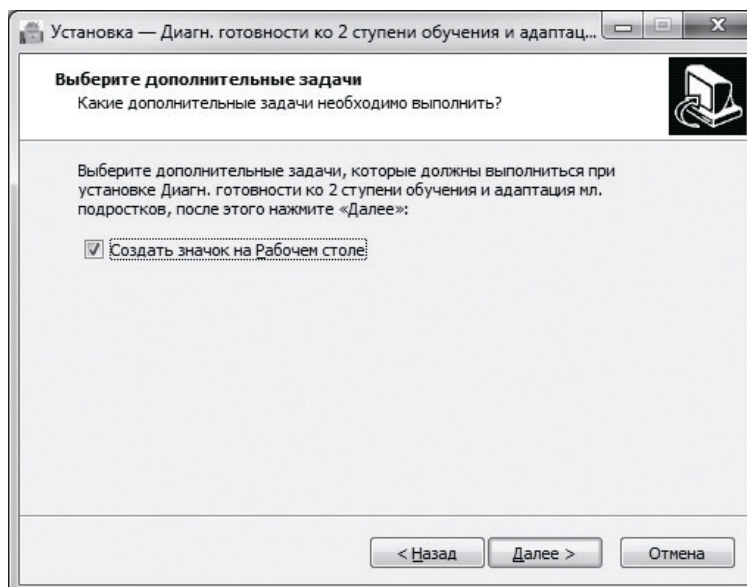 Установка — Диагн. готовности ко 2 ступени обучения и адаптац...
Выберите дополнительные задачи
Какие дополнительные задачи необходимо выполнить?
Выберите дополнительные задачи, которые должны выполниться при
установке Диагн. готовности ко 2 ступени обучения и адаптация мл.
подростков, после этого нажмите «Далее»:
Создать значок на Рабочем столе
< Назад Далее > Отмена